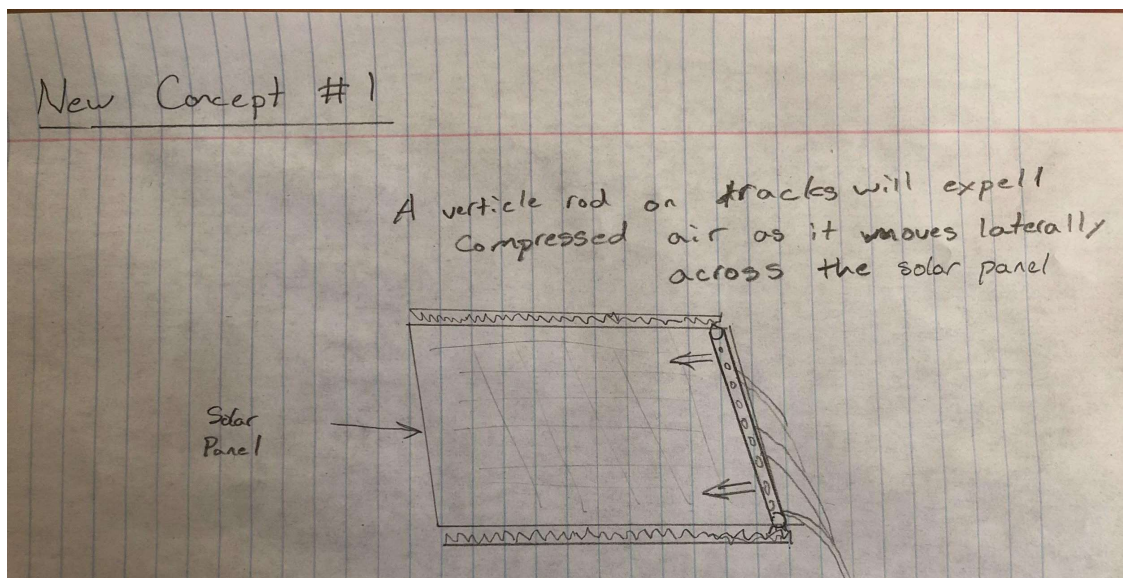 New Concept #1
A verticle rod on tracks will expell
Compressed air as it moves laterally
across the solar panel
Solar
Panel